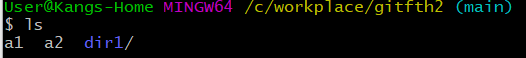 User@Kangs-Home MINGW64 /c/workplace/gitfth2 (main)
$ ls
a1  a2  dir1/